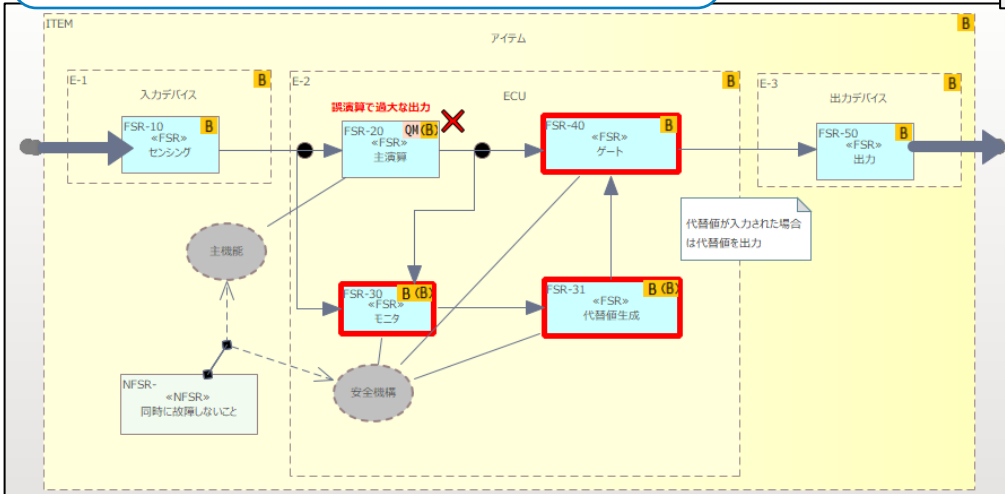 ITEM
B
アイテム
IE-1
B
入力デバイス
FSR-10
B
«FSR»
センシング
E-2
B
ECU
誤演算で過大な出力
FSR-20
QM(B)
«FSR»
主演算
FSR-40
B
«FSR»
ゲート
IE-3
B
出力デバイス
FSR-50
B
«FSR»
出力
代替値が入力された場合
は代替値を出力
主機能
FSR-30
B(B)
«FSR»
モニタ
FSR-31
B(B)
«FSR»
代替値生成
安全機構
NFSR-
«NFSR»
同時に故障しないこと